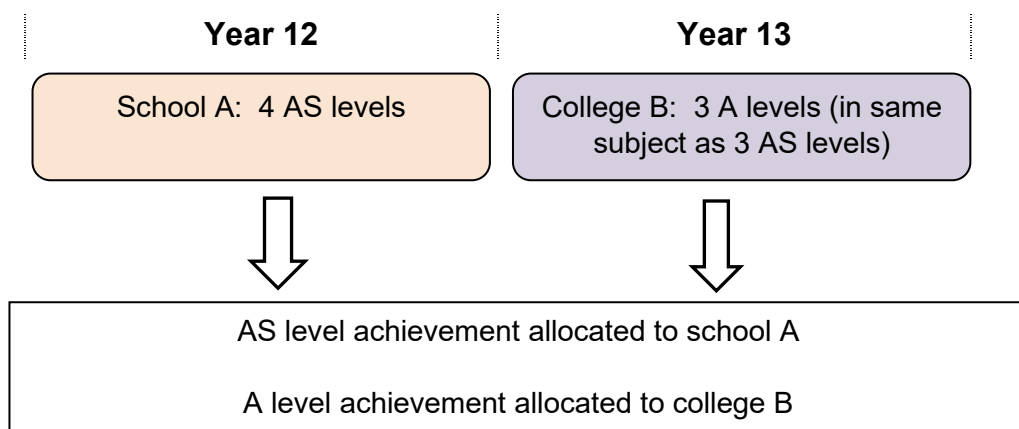 Year 12
Year 13
School A:  4 AS levels
College B:  3 A levels (in same
subject as 3 AS levels)
AS level achievement allocated to school A
A level achievement allocated to college B